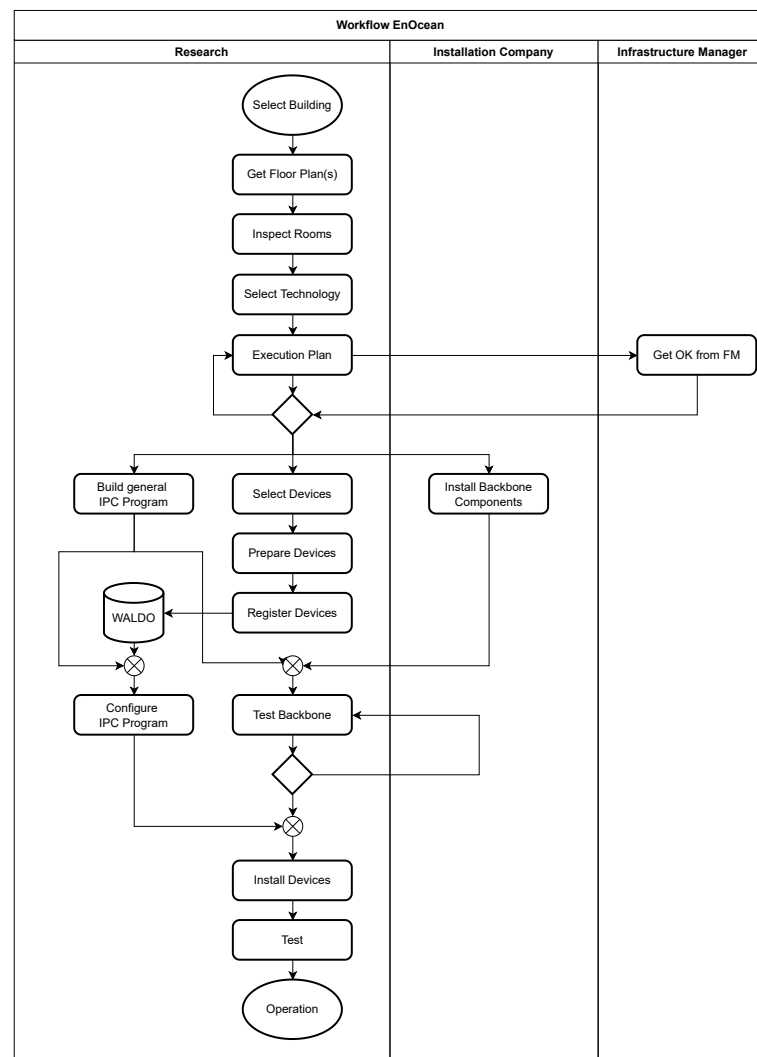 Workflow EnOcean
Research
Installation Company
Infrastructure Manager
Select Building
Get Floor Plan(s)
Inspect Rooms
Select Technology
Execution Plan
Get OK from FM
Build general
IPC Program
Select Devices
Install Backbone
Components
Prepare Devices
Register Devices
WALDO
Configure
IPC Program
Test Backbone
Install Devices
Test
Operation